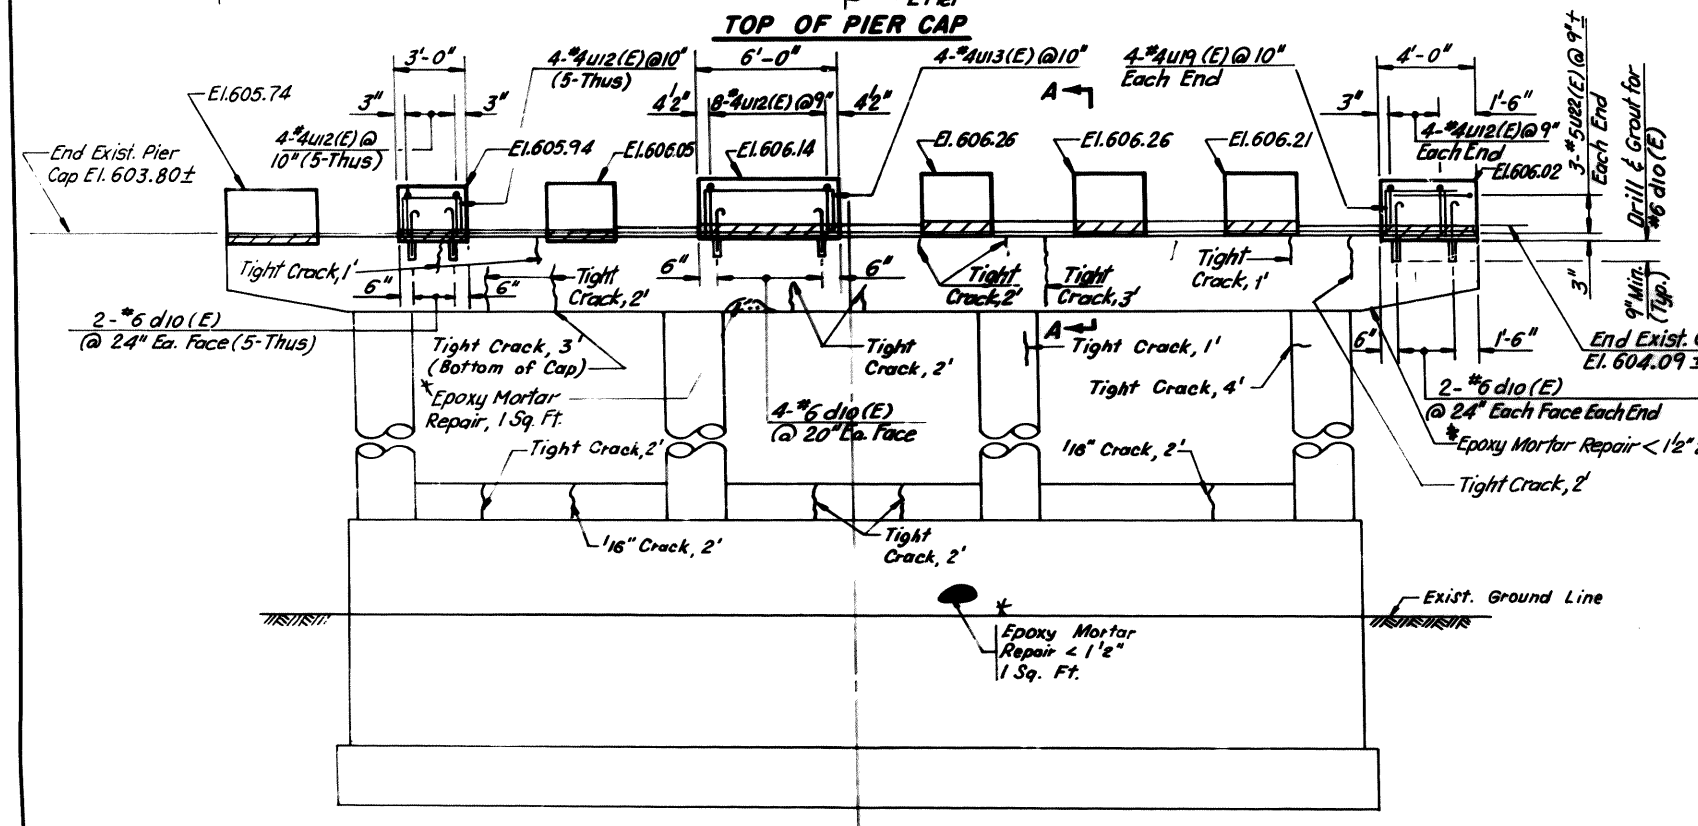 TOP OF PIER CAP
3'-0"
4-#4u12(E)@10"
(5-Thus)
6'-0"
4-#4u13(E)@10"
4-#4u19(E)@10"
Each End
4'-0"
3-#5u22(E)@9"±
Each End
Drill & Grout for
#6 d10(E)
El.605.74
3"
3"
4½"
8-#4u12(E)@9"
4½"
A
3"
1'-6"
4-#4u12(E)@
10"(5-Thus)
4-#4u12(E)@9"
Each End
End Exist. Pier
Cap El. 603.80±
El.605.94
El.606.05
El.606.14
El.606.26
El.606.26
El.606.21
El.606.02
Tight Crack,1'
6"
6"
Tight
Crack,2'
6"
6"
Tight
Crack,2'
Tight
Crack,3'
Tight
Crack,1'
3"
9"Min.
(Typ.)
2-#6 d10(E)
@ 24" Ea. Face(5-Thus)
Tight Crack, 3'
(Bottom of Cap)
Tight
Crack, 2'
A
Tight Crack, 1'
6"
1'-6"
End Exist.
El. 604.09±
*Epoxy Mortar
Repair, 1 Sq. Ft.
4-#6 d10(E)
@ 20" Ea. Face
Tight Crack, 4'
2-#6 d10(E)
@ 24" Each Face Each End
*Epoxy Mortar Repair < 1½"
Tight Crack,2'
1/16" Crack, 2'
Tight Crack, 2'
1/16" Crack, 2'
Tight
Crack, 2'
Exist. Ground Line
*
Epoxy Mortar
Repair < 1½"
1 Sq. Ft.